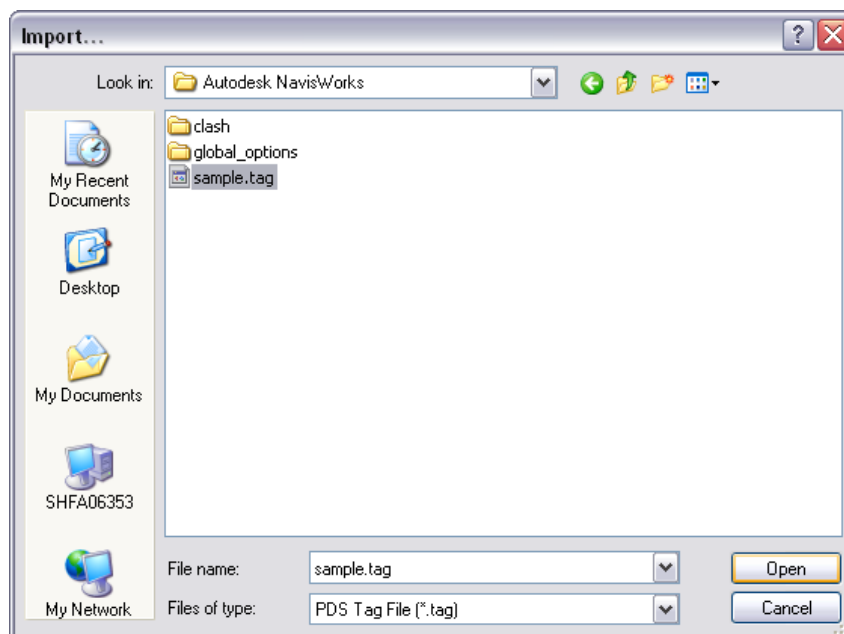 Import...
Look in: Autodesk NavisWorks
My Recent
Documents
Desktop
My Documents
SHFA06353
My Network
clash
global_options
sample.tag
File name: sample.tag Open
Files of type: PDS Tag File (*.tag) Cancel